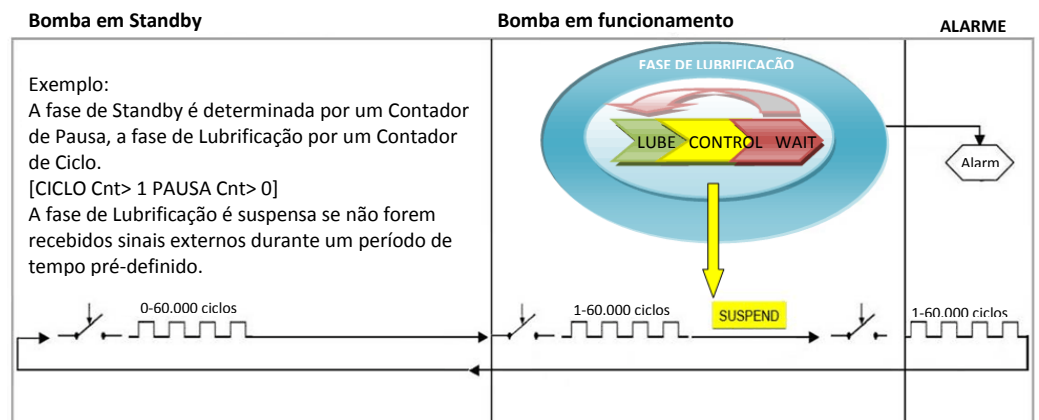 Bomba em Standby
Bomba em funcionamento
ALARME
Exemplo:
A fase de Standby é determinada por um Contador
de Pausa, a fase de Lubrificação por um Contador
de Ciclo.
[CICLO Cnt> 1 PAUSA Cnt> 0]
A fase de Lubrificação é suspensa se não forem
recebidos sinais externos durante um período de
tempo pré-definido.
FASE DE LUBRIFICACÃO
LUBE CONTROL WAIT
Alarm
0-60.000 ciclos
1-60.000 ciclos
SUSPEND
1-60.000 ciclos